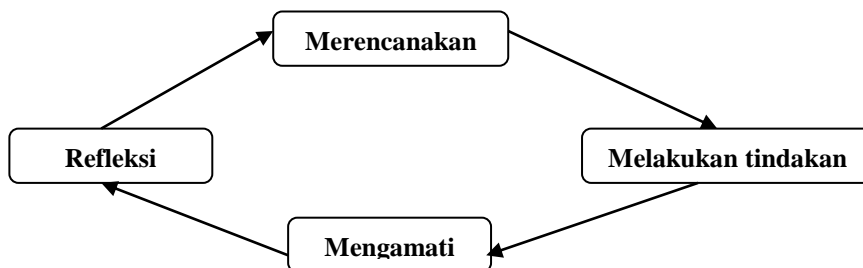 Merencanakan
Refleksi
Melakukan tindakan
Mengamati